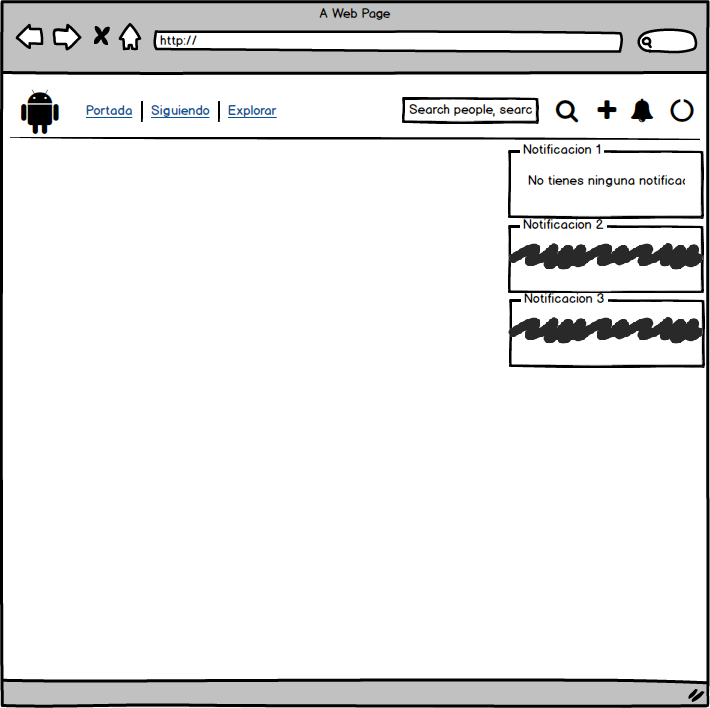 A Web Page
http://
Portada Siguiendo Explorar Search people, searc
Notificacion 1
No tienes ninguna notificac
Notificacion 2
Notificacion 3